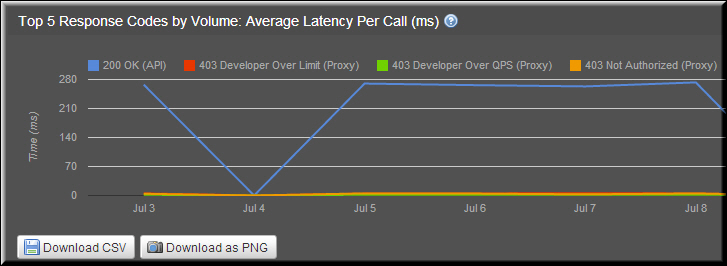 Top 5 Response Codes by Volume: Average Latency Per Call (ms) ?
200 OK (API) 403 Developer Over Limit (Proxy) 403 Developer Over QPS (Proxy) 403 Not Authorized (Proxy)
280
210
140
70
0
Time (ms)
Jul 3 Jul 4 Jul 5 Jul 6 Jul 7 Jul 8
Download CSV Download as PNG